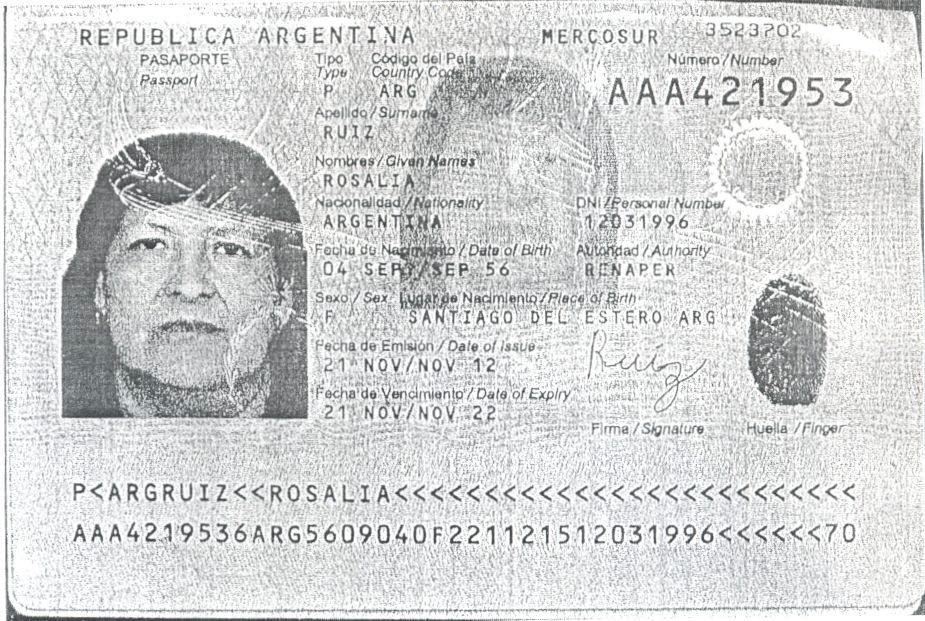 REPUBLICA ARGENTINA MERCOSUR 3523702
PASAPORTE Tipo Código del País Número/Number
Passport Type Country Code
P ARG AAA421953
Apellido/Surname
RUIZ
Nombres/Given Names
ROSALIA
Nacionalidad/Nationality DNI/Personal Number
ARGENTINA 12031996
Fecha de Nacimiento/Date of Birth Autoridad/Authority
04 SEP/SEP 56 RENAPER
Sexo/Sex Lugar de Nacimiento/Place of Birth
F SANTIAGO DEL ESTERO ARG
Fecha de Emisión/Date of Issue
21 NOV/NOV 12 Ruiz
Fecha de Vencimiento/Date of Expiry
21 NOV/NOV 22
Firma/Signature Huella/Finger
P<ARGRUIZ<<ROSALIA<<<<<<<<<<<<<<<<<<<<<<<<<<
AAA4219536ARG5609040F221121512031996<<<<<<70